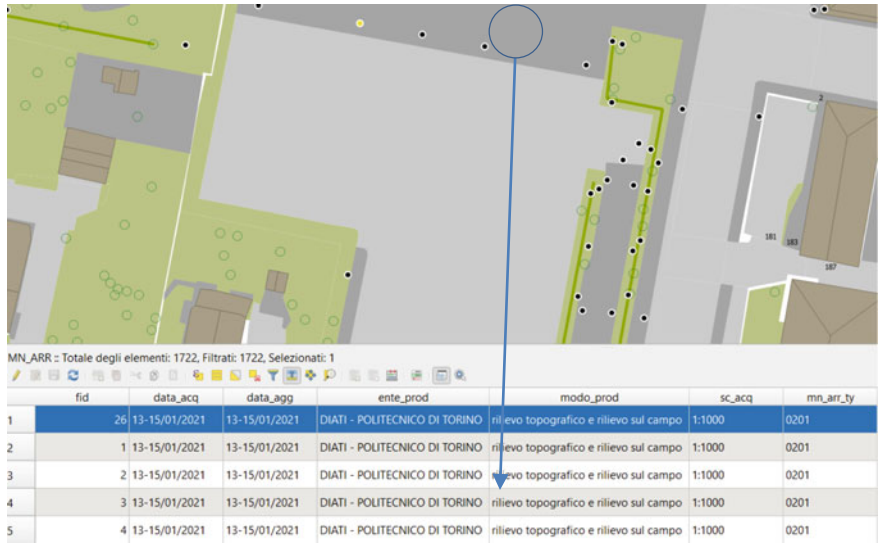 2
181
183
187
MN_ARR :: Totale degli elementi: 1722, Filtrati: 1722, Selezionati: 1
fid data_acq data_agg ente_prod modo_prod sc_acq mn_arr_ty
1 26 13-15/01/2021 13-15/01/2021 DIATI - POLITECNICO DI TORINO rilievo topografico e rilievo sul campo 1:1000 0201
2 1 13-15/01/2021 13-15/01/2021 DIATI - POLITECNICO DI TORINO rilievo topografico e rilievo sul campo 1:1000 0201
3 2 13-15/01/2021 13-15/01/2021 DIATI - POLITECNICO DI TORINO rilievo topografico e rilievo sul campo 1:1000 0201
4 3 13-15/01/2021 13-15/01/2021 DIATI - POLITECNICO DI TORINO rilievo topografico e rilievo sul campo 1:1000 0201
5 4 13-15/01/2021 13-15/01/2021 DIATI - POLITECNICO DI TORINO rilievo topografico e rilievo sul campo 1:1000 0201